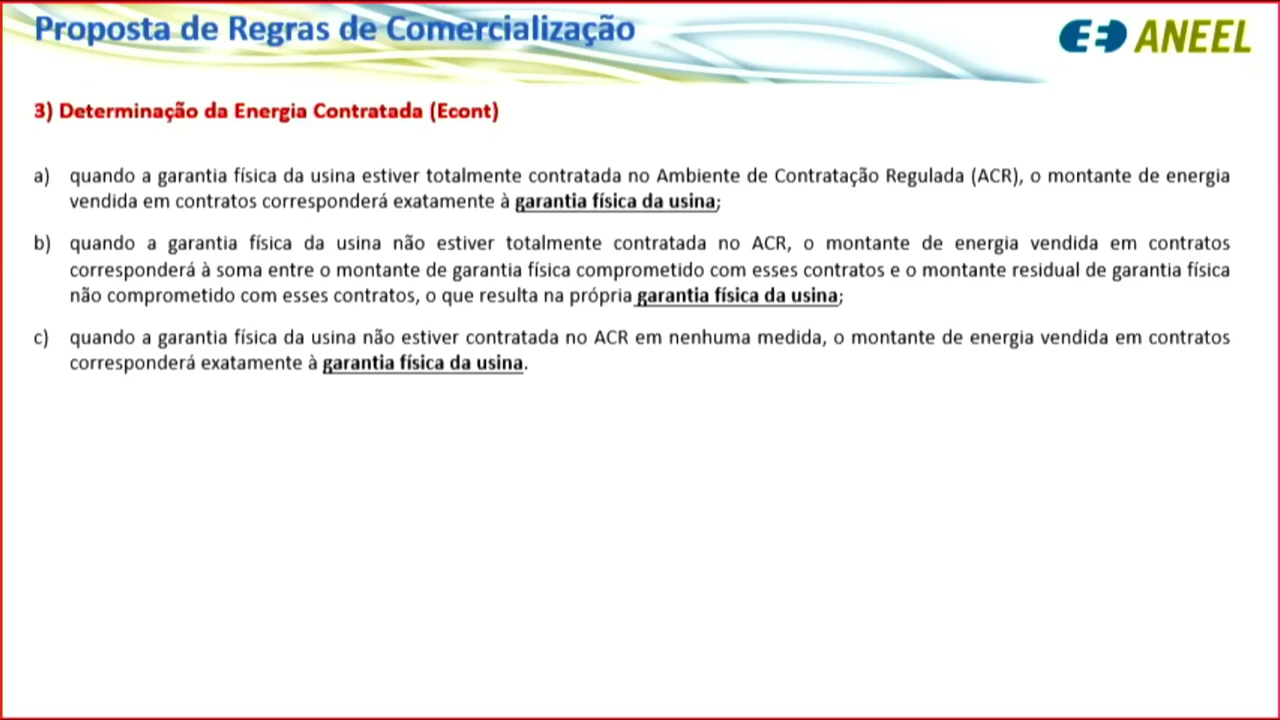 Proposta de Regras de Comercialização
ANEEL
3) Determinação da Energia Contratada (Econt)
a) quando a garantia física da usina estiver totalmente contratada no Ambiente de Contratação Regulada (ACR), o montante de energia
vendida em contratos corresponderá exatamente à garantia física da usina;
b) quando a garantia física da usina não estiver totalmente contratada no ACR, o montante de energia vendida em contratos
corresponderá à soma entre o montante de garantia física comprometido com esses contratos e o montante residual de garantia física
não comprometido com esses contratos, o que resulta na própria garantia física da usina;
c) quando a garantia física da usina não estiver contratada no ACR em nenhuma medida, o montante de energia vendida em contratos
corresponderá exatamente à garantia física da usina.